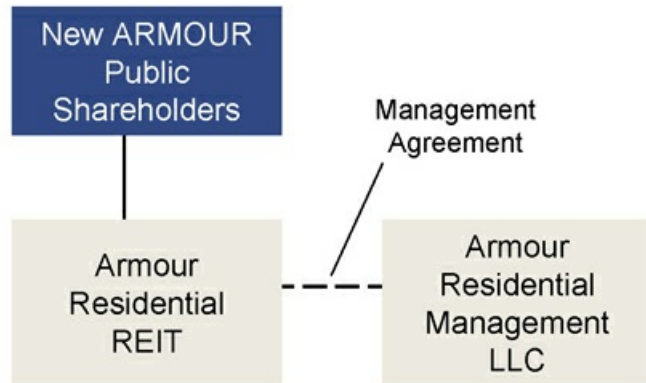 New ARMOUR
Public
Shareholders
Management
Agreement
Armour
Residential
REIT
Armour
Residential
Management
LLC